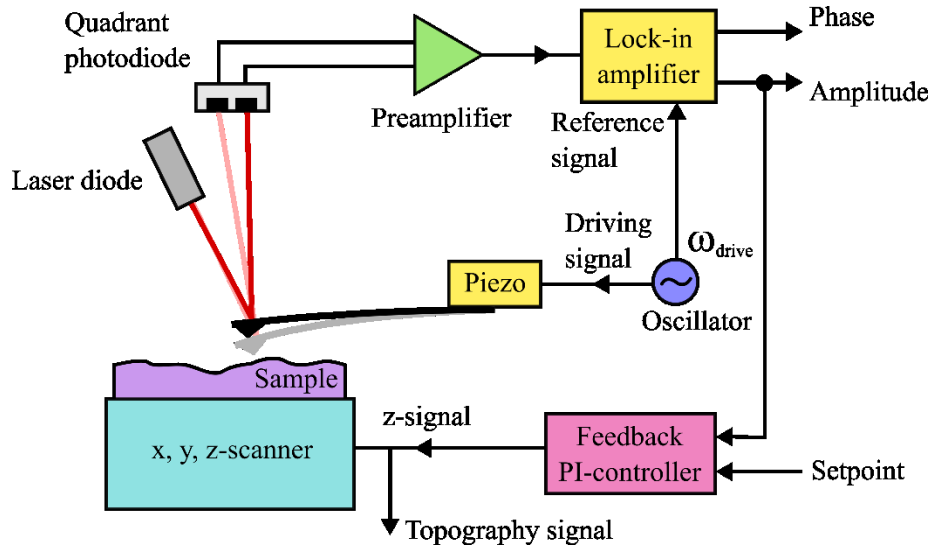 Quadrant
photodiode
Preamplifier
Lock-in
amplifier
Phase
Amplitude
Reference
signal
Laser diode
Driving
signal
ωdrive
Piezo
Oscillator
Sample
x, y, z-scanner
z-signal
Feedback
PI-controller
Setpoint
Topography signal